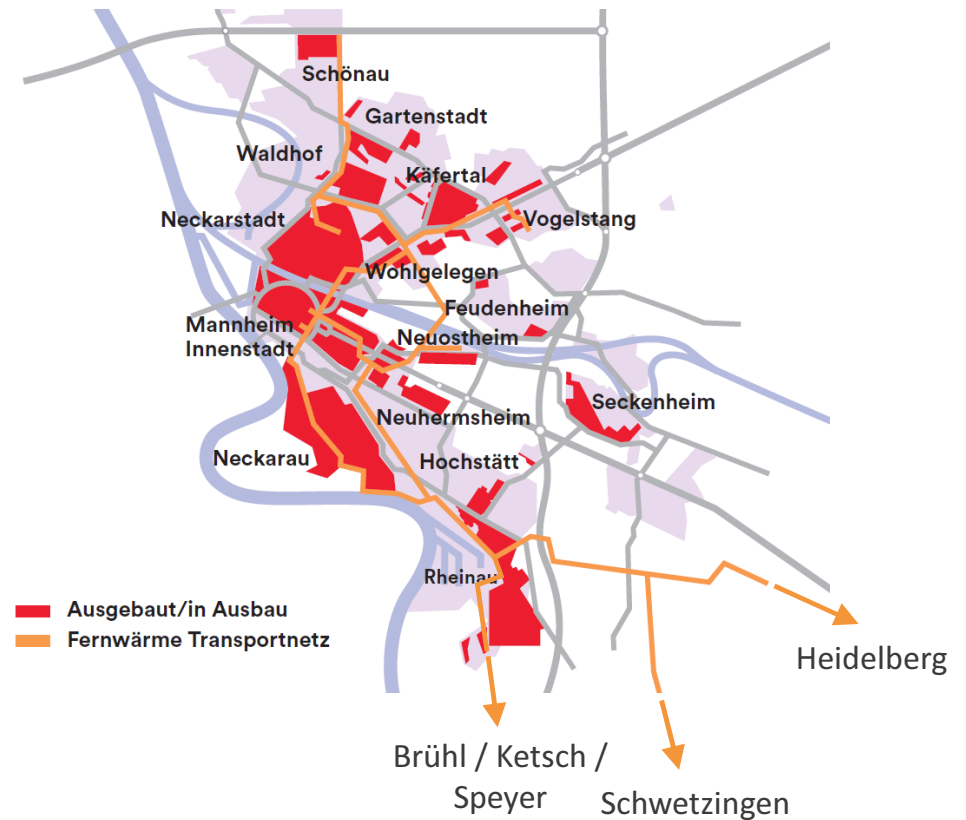 Schönau
Gartenstadt
Waldhof
Käfertal
Neckarstadt
Vogelstang
Wohlgelegen
Feudenheim
Mannheim
Innenstadt
Neuostheim
Seckenheim
Neuhermsheim
Neckarau
Hochstätt
Rheinau
Ausgebaut/in Ausbau
Fernwärme Transportnetz
Heidelberg
Brühl / Ketsch /
Speyer
Schwetzingen